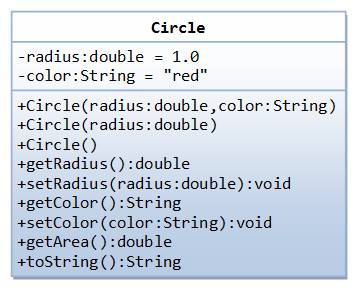 Circle
-radius:double = 1.0
-color:String = "red"
+Circle(radius:double,color:String)
+Circle(radius:double)
+Circle()
+getRadius():double
+setRadius(radius:double):void
+getColor():String
+setColor(color:String):void
+getArea():double
+toString():String